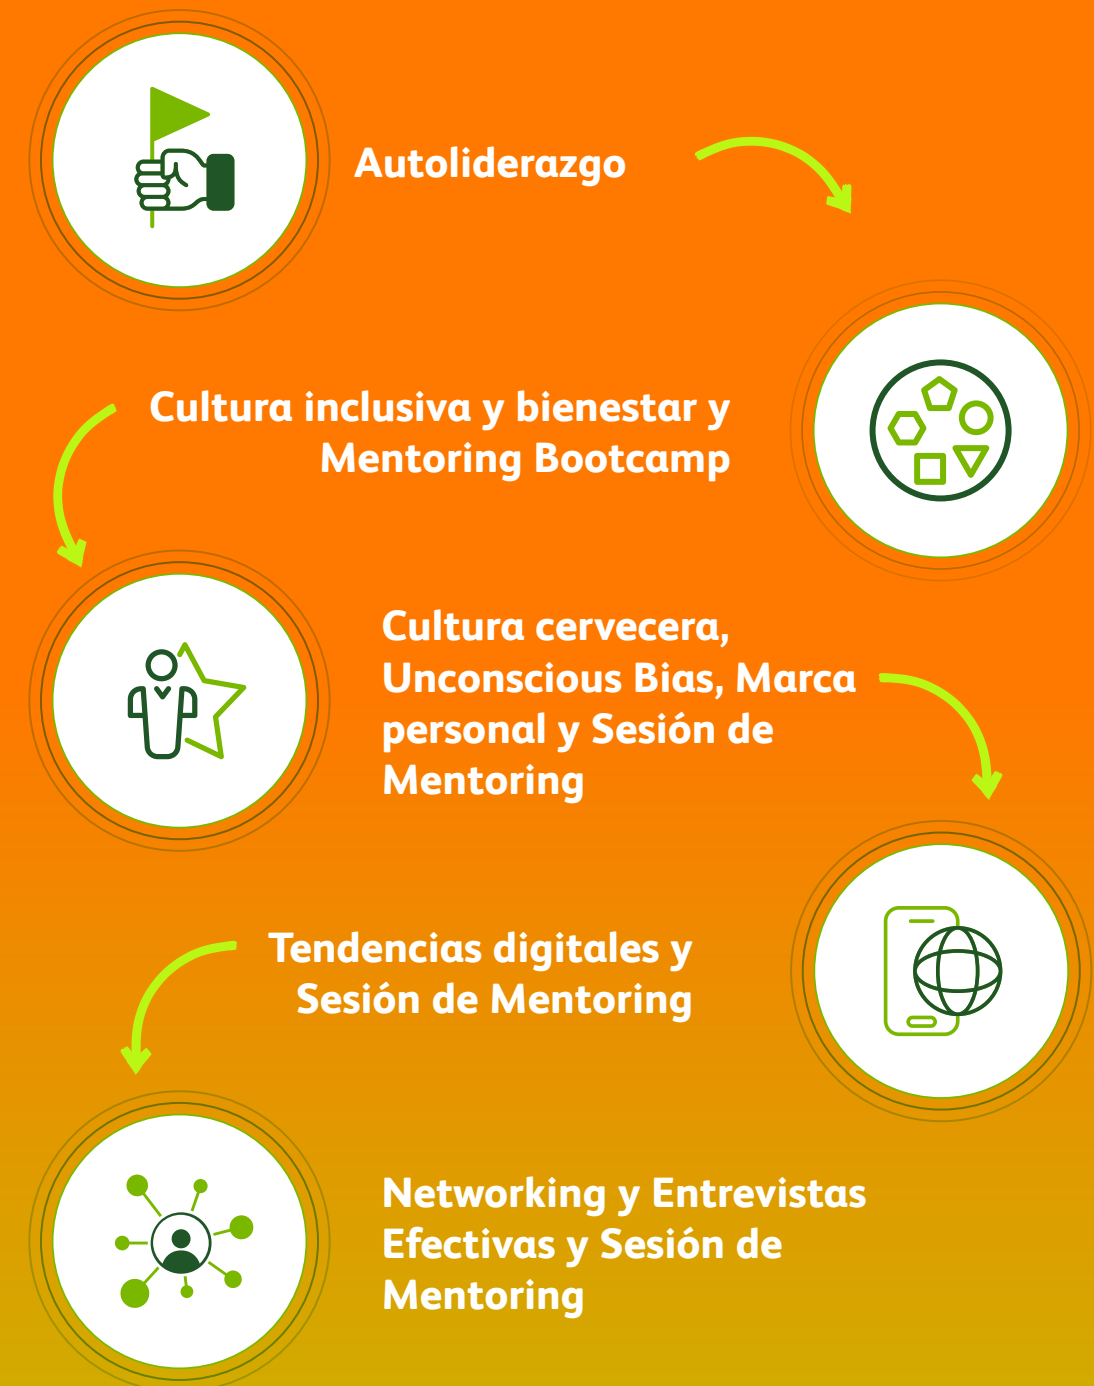 Autoliderazgo
Cultura inclusiva y bienestar y
Mentoring Bootcamp
Cultura cervecera,
Unconscious Bias, Marca
personal y Sesión de
Mentoring
Tendencias digitales y
Sesión de Mentoring
Networking y Entrevistas
Efectivas y Sesión de
Mentoring